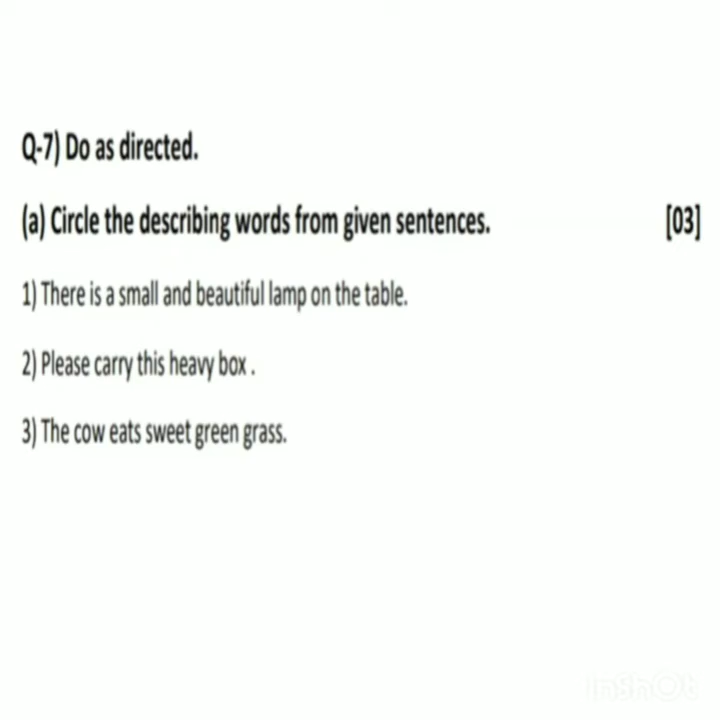 Q-7) Do as directed.
(a) Circle the describing words from given sentences. [03]
1) There is a small and beautiful lamp on the table.
2) Please carry this heavy box .
3) The cow eats sweet green grass.
InShOt